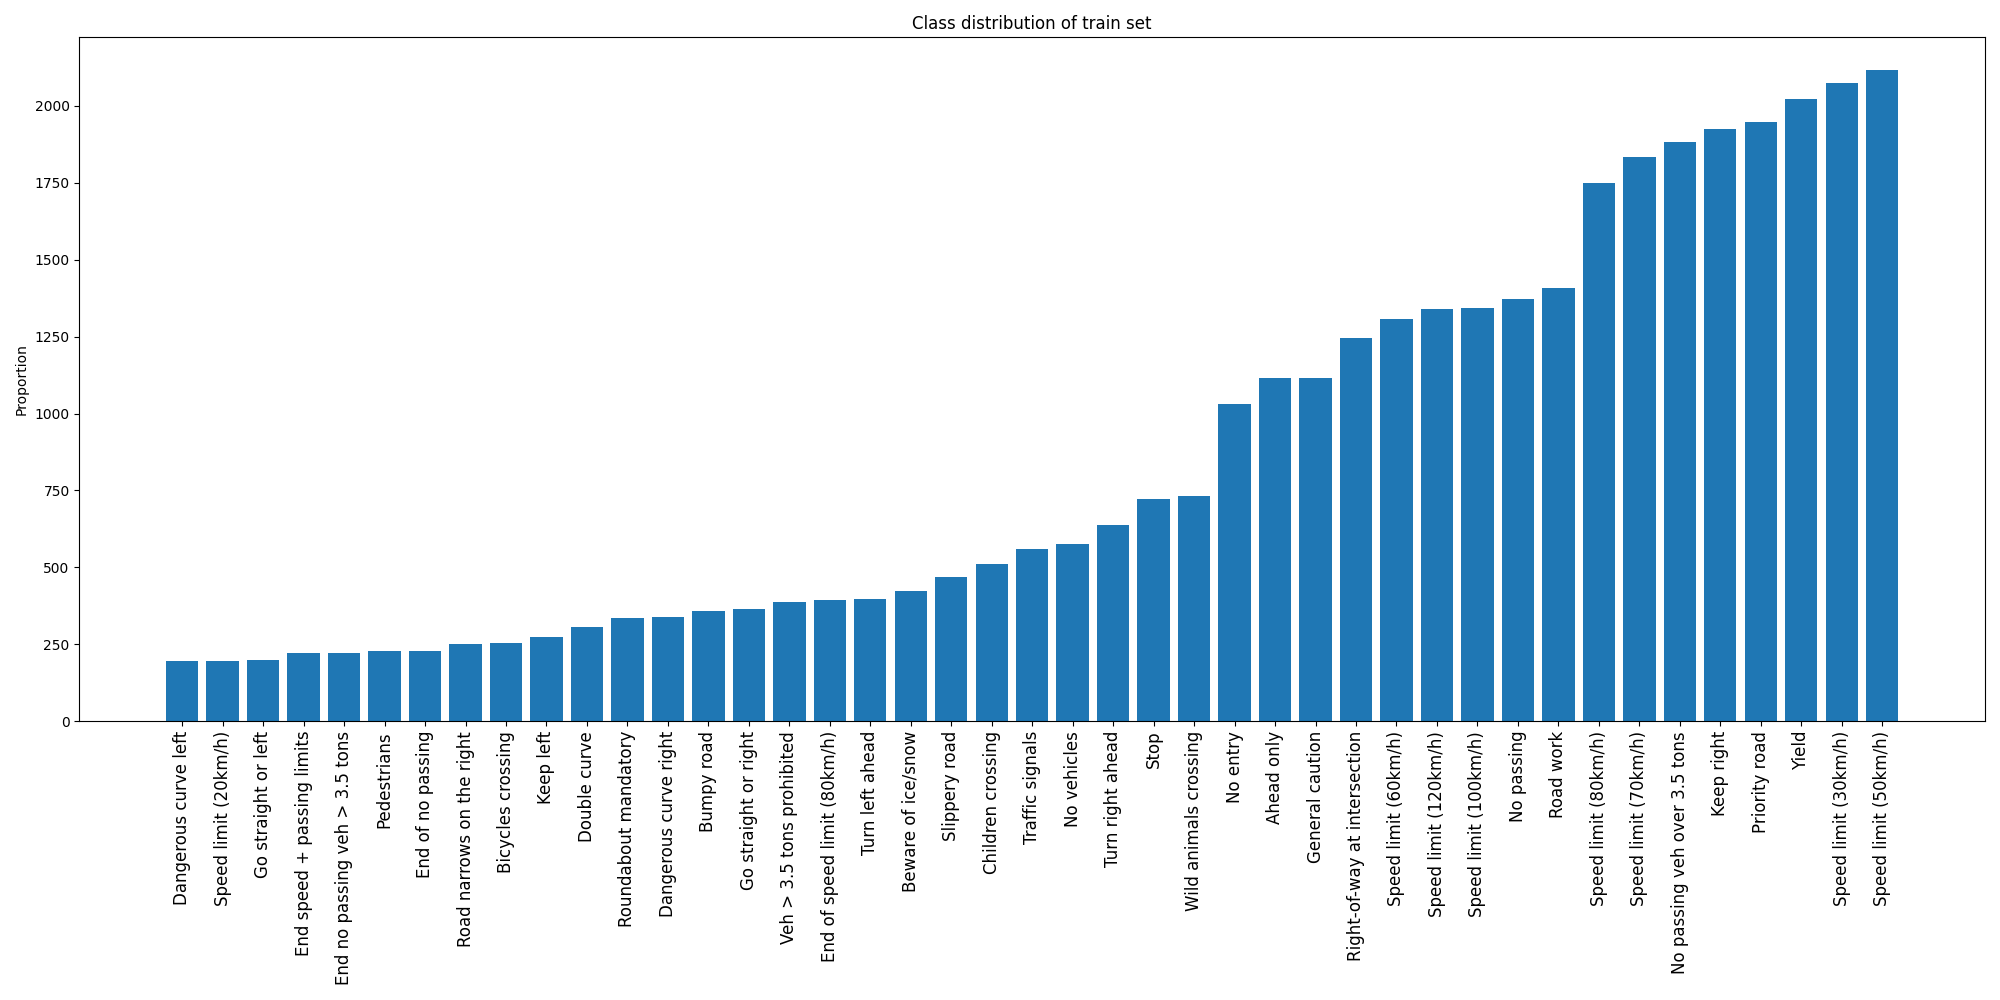 Class distribution of train set
Proportion
2000
1750
1500
1250
1000
750
500
250
0
Dangerous curve left
Speed limit (20km/h)
Go straight or left
End speed + passing limits
End no passing veh > 3.5 tons
Pedestrians
End of no passing
Road narrows on the right
Bicycles crossing
Keep left
Double curve
Roundabout mandatory
Dangerous curve right
Bumpy road
Go straight or right
Veh > 3.5 tons prohibited
End of speed limit (80km/h)
Turn left ahead
Beware of ice/snow
Slippery road
Children crossing
Traffic signals
No vehicles
Turn right ahead
Stop
Wild animals crossing
No entry
Ahead only
General caution
Right-of-way at intersection
Speed limit (60km/h)
Speed limit (120km/h)
Speed limit (100km/h)
No passing
Road work
Speed limit (80km/h)
Speed limit (70km/h)
No passing veh over 3.5 tons
Keep right
Priority road
Yield
Speed limit (30km/h)
Speed limit (50km/h)